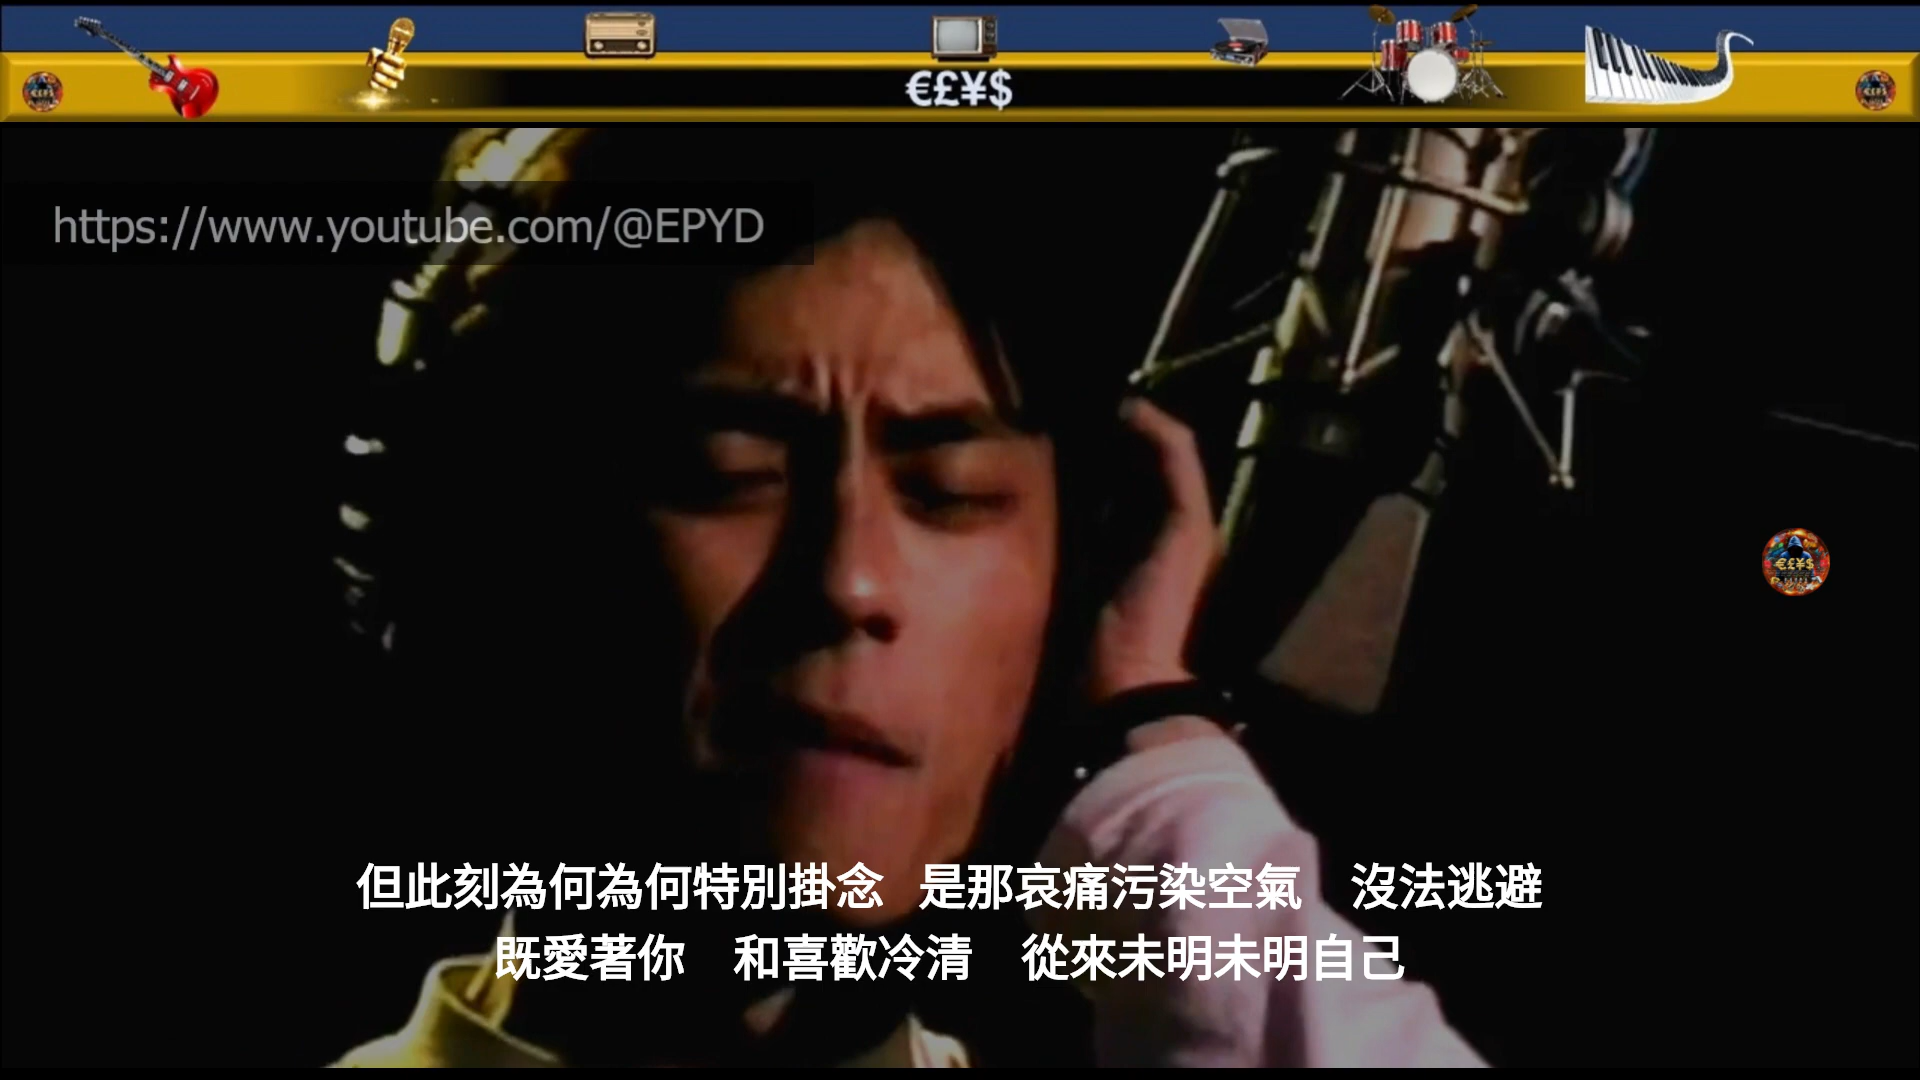 €£¥$
https://www.youtube.com/@EPYD
€£¥$
但此刻為何為何特別掛念 是那哀痛污染空氣 沒法逃避
既愛著你 和喜歡冷清 從來未明未明自己